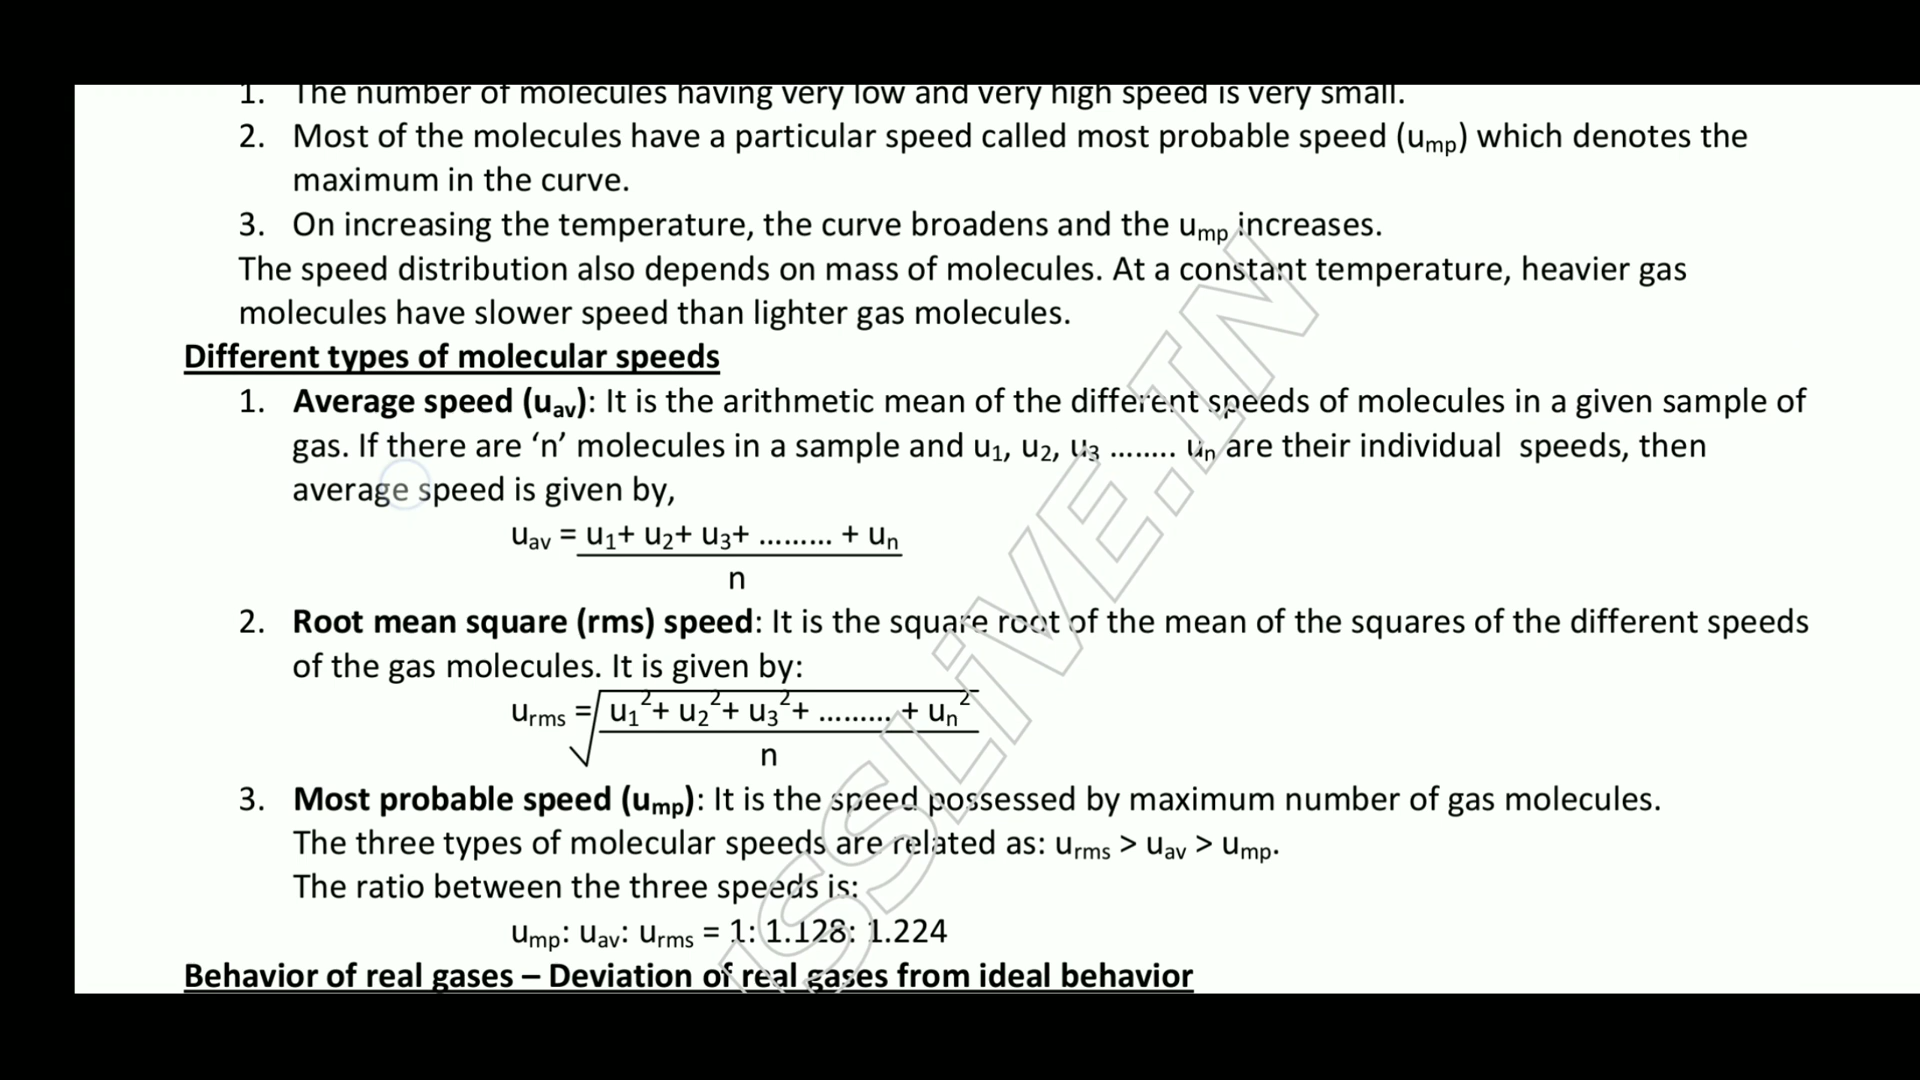 1. The number of molecules having very low and very high speed is very small.
2. Most of the molecules have a particular speed called most probable speed (ump) which denotes the
maximum in the curve.
3. On increasing the temperature, the curve broadens and the ump increases.
The speed distribution also depends on mass of molecules. At a constant temperature, heavier gas
molecules have slower speed than lighter gas molecules.
Different types of molecular speeds
1. Average speed (uav): It is the arithmetic mean of the different speeds of molecules in a given sample of
gas. If there are ‘n’ molecules in a sample and u1, u2, u3 ........ un are their individual speeds, then
average speed is given by,
uav = u1+ u2+ u3+ ......... + un
n
2. Root mean square (rms) speed: It is the square root of the mean of the squares of the different speeds
of the gas molecules. It is given by:
urms = √ u1²+ u2²+ u3²+ ......... + un²
n
3. Most probable speed (ump): It is the speed possessed by maximum number of gas molecules.
The three types of molecular speeds are related as: urms > uav > ump.
The ratio between the three speeds is:
ump: uav: urms = 1: 1.128: 1.224
Behavior of real gases – Deviation of real gases from ideal behavior
HSSLiVE.IN